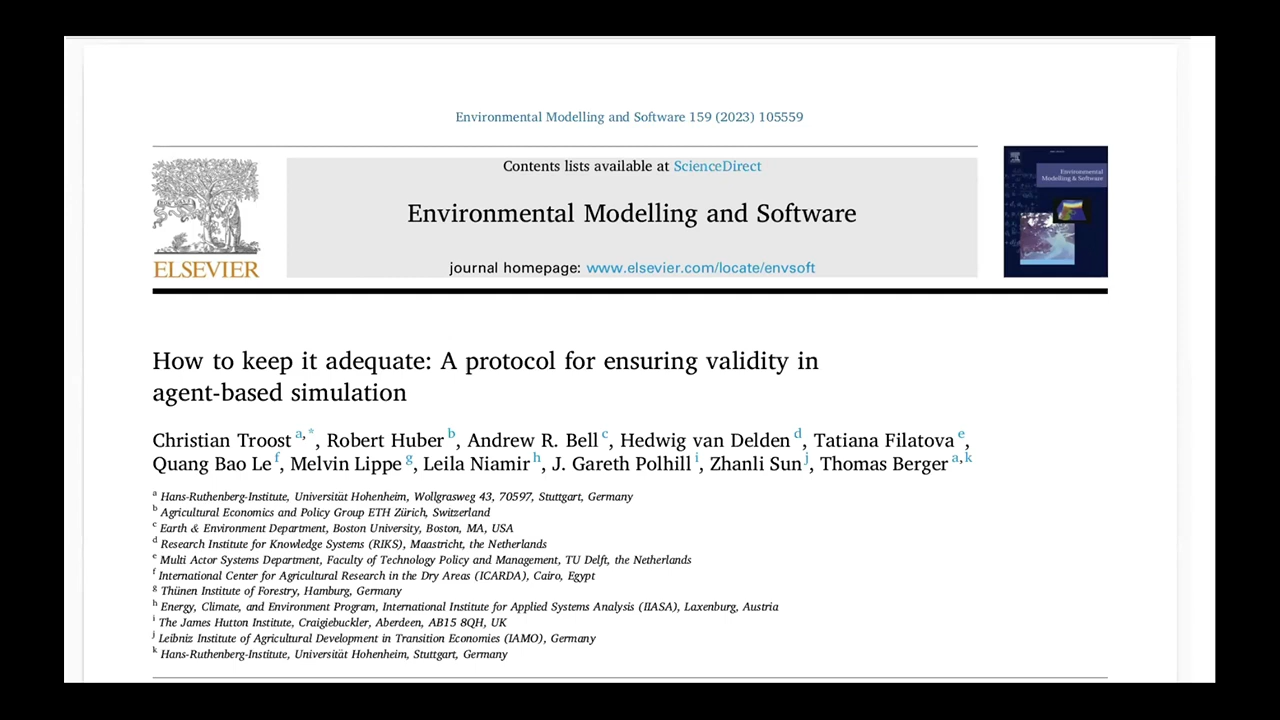 Environmental Modelling and Software 159 (2023) 105559
Contents lists available at ScienceDirect
Environmental Modelling and Software
journal homepage: www.elsevier.com/locate/envsoft
ELSEVIER
Environmental
Modelling & Software
How to keep it adequate: A protocol for ensuring validity in
agent-based simulation
Christian Troost a,*, Robert Huber b, Andrew R. Bell c, Hedwig van Delden d, Tatiana Filatova e,
Quang Bao Le f, Melvin Lippe g, Leila Niamir h, J. Gareth Polhill i, Zhanli Sun j, Thomas Berger a,k
a Hans-Ruthenberg-Institute, Universität Hohenheim, Wollgrasweg 43, 70597, Stuttgart, Germany
b Agricultural Economics and Policy Group ETH Zürich, Switzerland
c Earth & Environment Department, Boston University, Boston, MA, USA
d Research Institute for Knowledge Systems (RIKS), Maastricht, the Netherlands
e Multi Actor Systems Department, Faculty of Technology Policy and Management, TU Delft, the Netherlands
f International Center for Agricultural Research in the Dry Areas (ICARDA), Cairo, Egypt
g Thünen Institute of Forestry, Hamburg, Germany
h Energy, Climate, and Environment Program, International Institute for Applied Systems Analysis (IIASA), Laxenburg, Austria
i The James Hutton Institute, Craigiebuckler, Aberdeen, AB15 8QH, UK
j Leibniz Institute of Agricultural Development in Transition Economies (IAMO), Germany
k Hans-Ruthenberg-Institute, Universität Hohenheim, Stuttgart, Germany